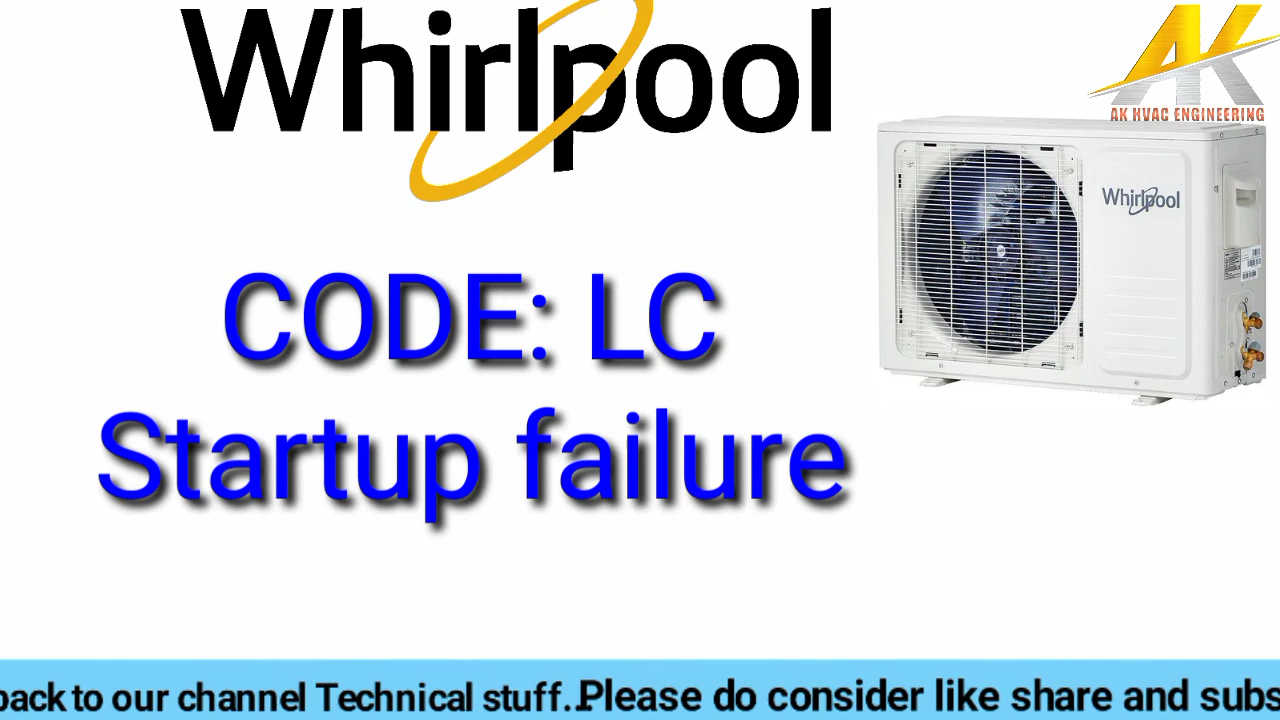 Whirlpool
AK
AK HVAC ENGINEERING
Whirlpool
CODE: LC
Startup failure
back to our channel Technical stuff..Please do consider like share and subs